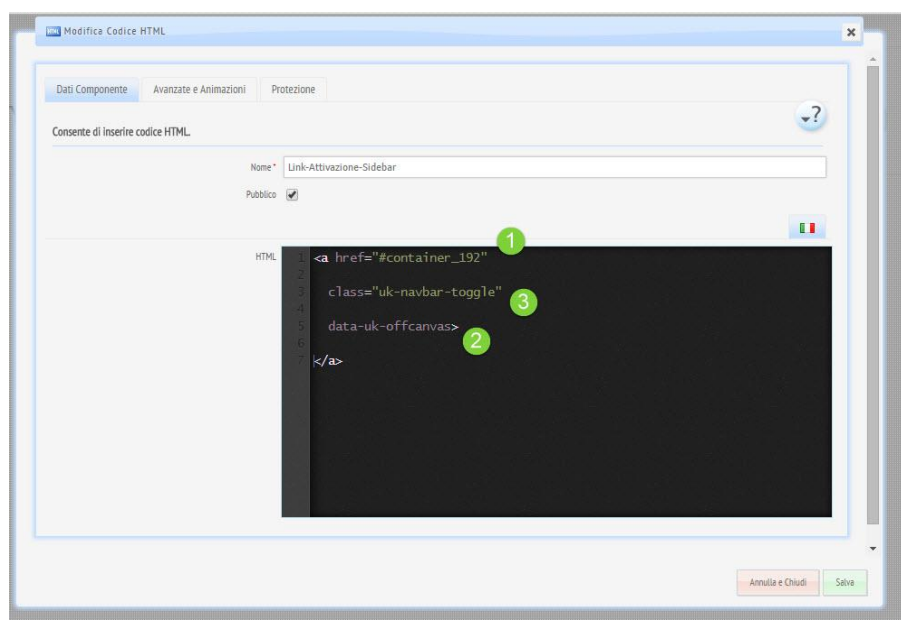 HTML Modifica Codice HTML
Dati Componente Avanzate e Animazioni Protezione
?
Consente di inserire codice HTML.
Nome * Link-Attivazione-Sidebar
Pubblico
HTML
1 <a href="#container_192" 1
2
3 class="uk-navbar-toggle" 3
4
5 data-uk-offcanvas> 2
6
7 </a>
Annulla e Chiudi Salva